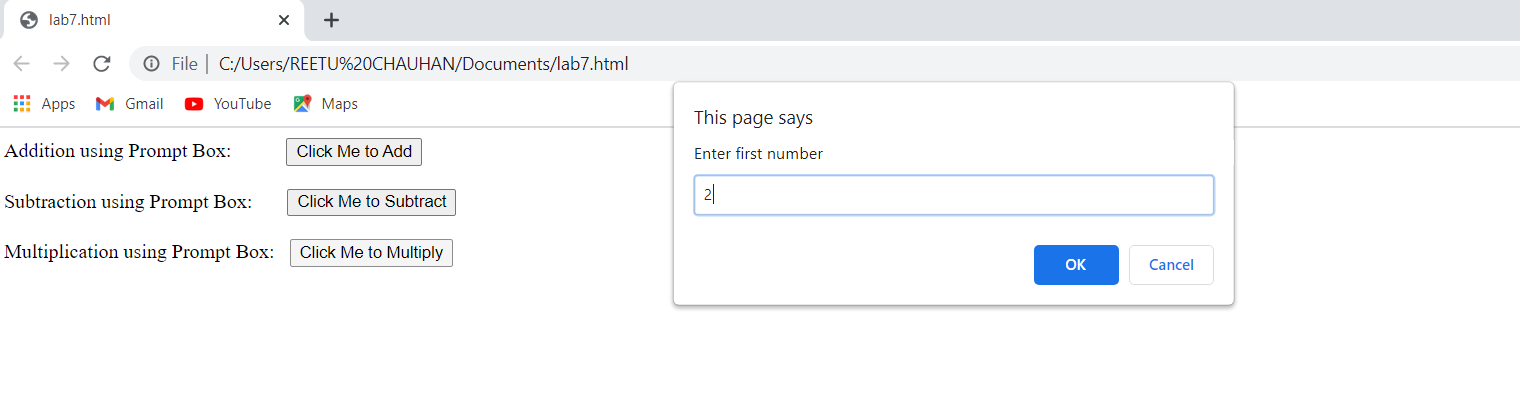 lab7.html
File | C:/Users/REETU%20CHAUHAN/Documents/lab7.html
Apps Gmail YouTube Maps
This page says
Enter first number
2
OK Cancel
Addition using Prompt Box: Click Me to Add
Subtraction using Prompt Box: Click Me to Subtract
Multiplication using Prompt Box: Click Me to Multiply